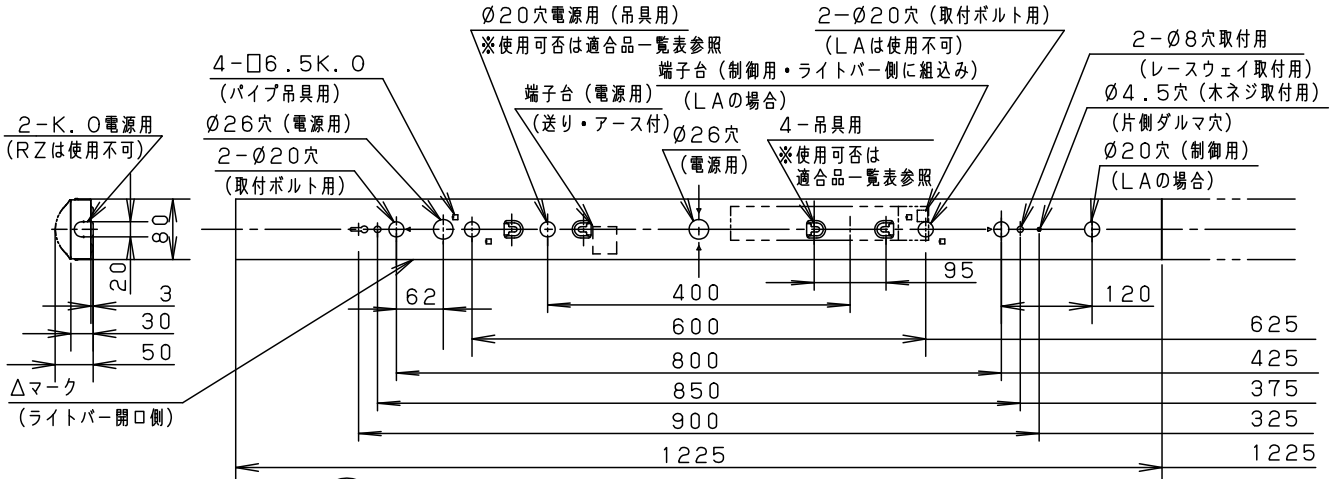 Ø20穴電源用（吊具用）
※使用可否は適合品一覧表参照
2-Ø20穴（取付ボルト用）
（LAは使用不可）
2-Ø8穴取付用
（レースウェイ取付用）
4-□6.5K.O
（パイプ吊具用）
端子台（制御用・ライトバー側に組込み）
（LAの場合）
端子台（電源用）
（送り・アース付）
Ø4.5穴（木ネジ取付用）
（片側ダルマ穴）
2-K.O電源用
（RZは使用不可）
Ø26穴（電源用）
Ø26穴
（電源用）
4-吊具用
※使用可否は
適合品一覧表参照
2-Ø20穴
（取付ボルト用）
Ø20穴（制御用）
（LAの場合）
80
20
3
30
50
62
400
95
120
600
625
800
425
850
375
900
325
1225
1225
△マーク
（ライトバー開口側）